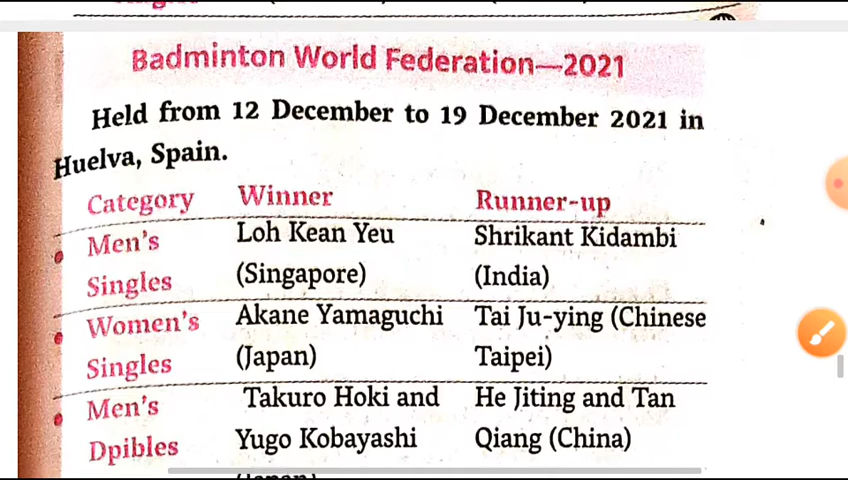 Badminton World Federation—2021
Held from 12 December to 19 December 2021 in
Huelva, Spain.
Category Winner Runner-up
Men's Loh Kean Yeu Shrikant Kidambi
Singles (Singapore) (India)
Women's Akane Yamaguchi Tai Ju-ying (Chinese
Singles (Japan) Taipei)
Men's Takuro Hoki and He Jiting and Tan
Dpibles Yugo Kobayashi Qiang (China)
(Japan)